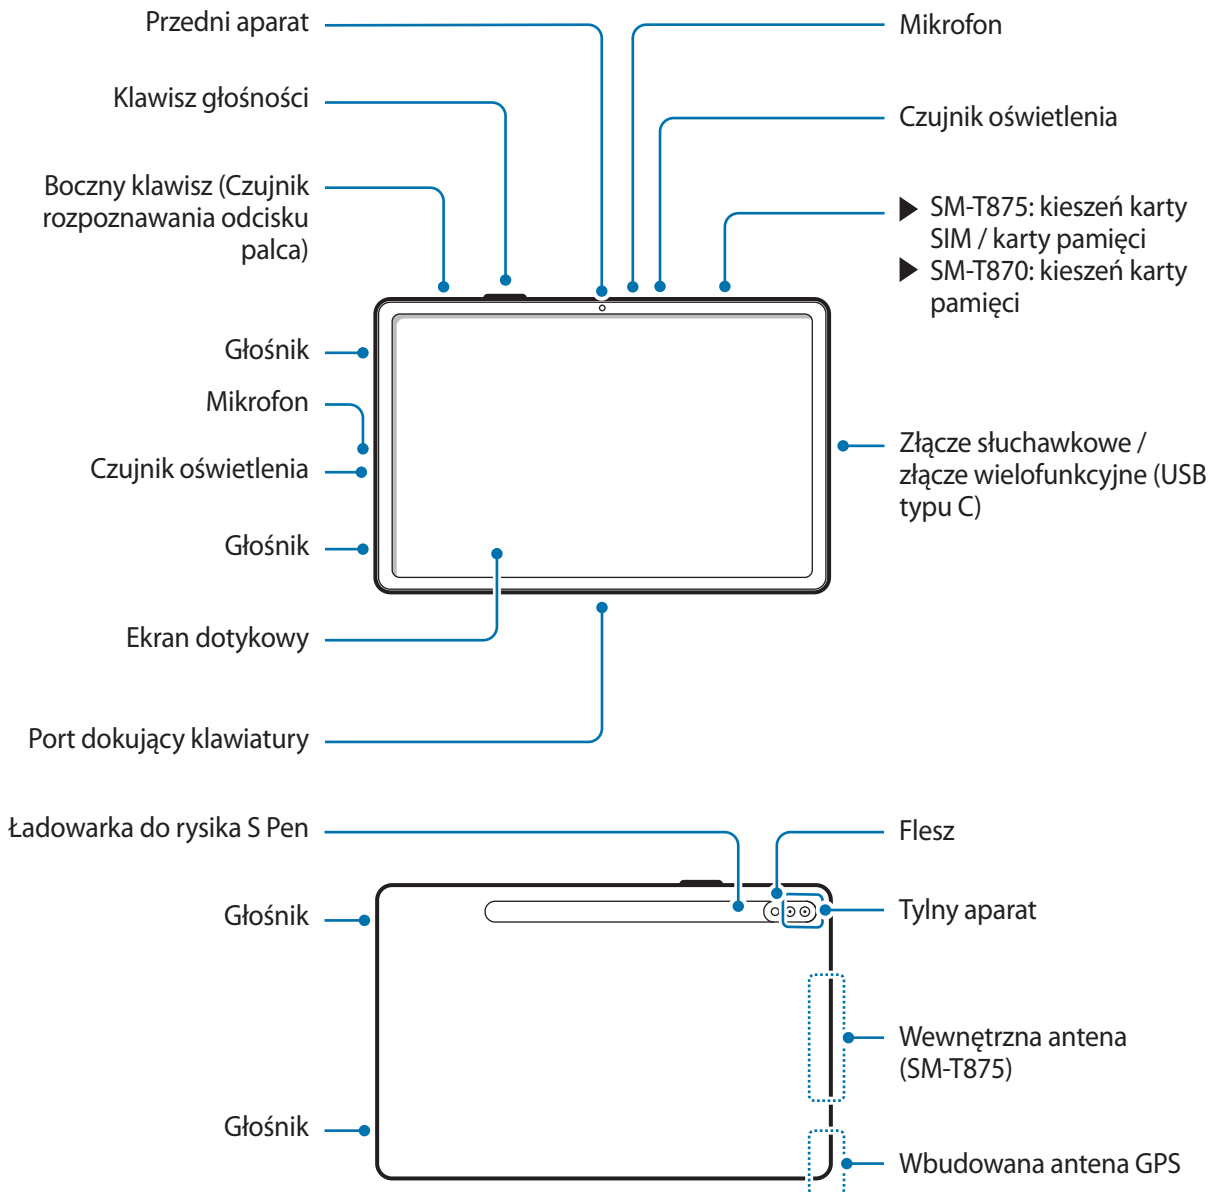 Przedni aparat
Klawisz głośności
Boczny klawisz (Czujnik
rozpoznawania odcisku
palca)
Głośnik
Mikrofon
Czujnik oświetlenia
Głośnik
Ekran dotykowy
Port dokujący klawiatury
Mikrofon
Czujnik oświetlenia
▶ SM-T875: kieszeń karty
SIM / karty pamięci
▶ SM-T870: kieszeń karty
pamięci
Złącze słuchawkowe /
złącze wielofunkcyjne (USB
typu C)
Ładowarka do rysika S Pen
Głośnik
Głośnik
Flesz
Tylny aparat
Wewnętrzna antena
(SM-T875)
Wbudowana antena GPS